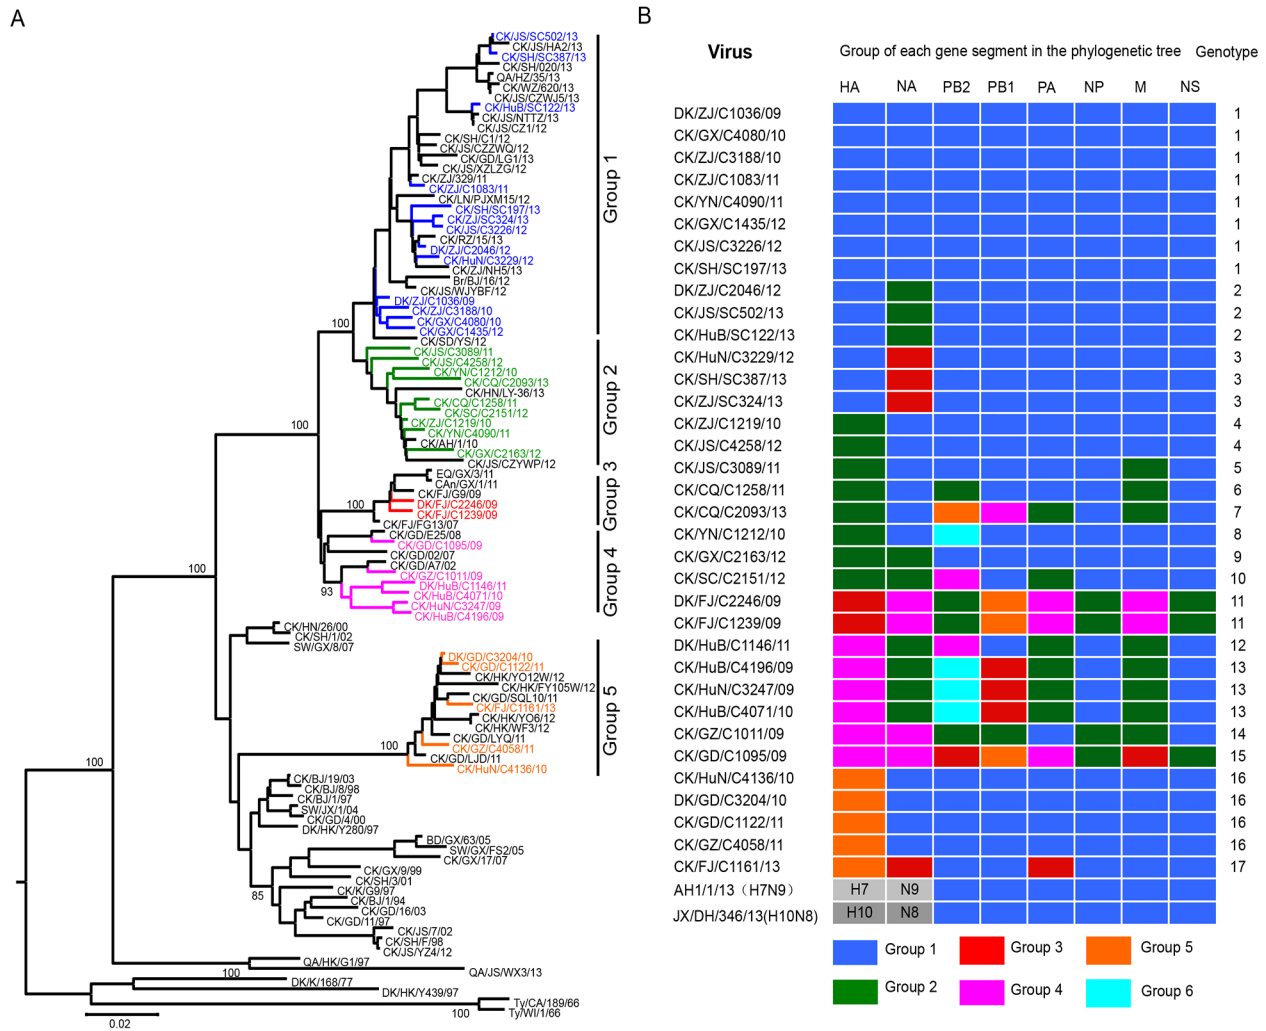 A
CK/JS/SC502/13
CK/JS/HA2/13
CK/SH/SC387/13
CK/SH/020/13
QA/HZ/35/13
CK/WZ/620/13
CK/JS/CZWJ5/13
CK/HuB/SC122/13
CK/JS/NTTZ/13
CK/JS/CZ1/12
CK/SH/C1/12
CK/JS/CZZWQ/12
CK/GD/LG1/13
CK/JS/XZLZG/12
CK/ZJ/329/11
CK/ZJ/C1083/11
CK/LN/PJXM15/12
CK/SH/SC197/13
CK/ZJ/SC324/13
CK/JS/C3226/12
CK/RZ/15/13
DK/ZJ/C2046/12
CK/HuN/C3229/12
CK/ZJ/NH5/13
Br/BJ/16/12
CK/JS/WJYBF/12
DK/ZJ/C1036/09
CK/ZJ/C3188/10
CK/GX/C4080/10
CK/GX/C1435/12
CK/SD/YS/12
Group 1
100
CK/JS/C3089/11
CK/JS/C4258/12
CK/YN/C1212/10
CK/CQ/C2093/13
CK/HN/LY-36/13
CK/CQ/C1258/11
CK/SC/C2151/12
CK/ZJ/C1219/10
CK/YN/C4090/11
CK/AH/1/10
CK/GX/C2163/12
CK/JS/CZYWP/12
Group 2
100
EQ/GX/3/11
CAn/GX/1/11
CK/FJ/G9/09
DK/FJ/C2246/09
CK/FJ/C1239/09
CK/FJ/FG13/07
Group 3
100
CK/GD/E25/08
CK/GD/C1095/09
CK/GD/02/07
CK/GD/A7/02
CK/GZ/C1011/09
DK/HuB/C1146/11
CK/HuB/C4071/10
CK/HuN/C3247/09
CK/HuB/C4196/09
Group 4
93
100
CK/HN/26/00
CK/SH/1/02
SW/GX/8/07
DK/GD/C3204/10
CK/GD/C1122/11
CK/HK/YO12W/12
CK/HK/FY105W/12
CK/GD/SQL10/11
CK/FJ/C1161/13
CK/HK/YO6/12
CK/HK/WF3/12
CK/GD/LYQ/11
CK/GZ/C4058/11
CK/GD/LJD/11
CK/HuN/C4136/10
Group 5
100
100
CK/BJ/19/03
CK/BJ/8/98
CK/BJ/1/97
SW/JX/1/04
CK/GD/4/00
DK/HK/Y280/97
BD/GX/63/05
SW/GX/FS2/05
CK/GX/17/07
CK/GX/9/99
CK/SH/3/01
CK/K/G9/97
CK/BJ/1/94
CK/GD/16/03
CK/GD/11/97
CK/JS/7/02
CK/SH/F/98
CK/JS/YZ4/12
85
QA/HK/G1/97
QA/JS/WX3/13
100
DK/K/168/77
DK/HK/Y439/97
Ty/CA/189/66
Ty/WI/1/66
100
0.02
B
Virus Group of each gene segment in the phylogenetic tree Genotype
HA NA PB2 PB1 PA NP M NS
DK/ZJ/C1036/09 1
CK/GX/C4080/10 1
CK/ZJ/C3188/10 1
CK/ZJ/C1083/11 1
CK/YN/C4090/11 1
CK/GX/C1435/12 1
CK/JS/C3226/12 1
CK/SH/SC197/13 1
DK/ZJ/C2046/12 2
CK/JS/SC502/13 2
CK/HuB/SC122/13 2
CK/HuN/C3229/12 3
CK/SH/SC387/13 3
CK/ZJ/SC324/13 3
CK/ZJ/C1219/10 4
CK/JS/C4258/12 4
CK/JS/C3089/11 5
CK/CQ/C1258/11 6
CK/CQ/C2093/13 7
CK/YN/C1212/10 8
CK/GX/C2163/12 9
CK/SC/C2151/12 10
DK/FJ/C2246/09 11
CK/FJ/C1239/09 11
DK/HuB/C1146/11 12
CK/HuB/C4196/09 13
CK/HuN/C3247/09 13
CK/HuB/C4071/10 13
CK/GZ/C1011/09 14
CK/GD/C1095/09 15
CK/HuN/C4136/10 16
DK/GD/C3204/10 16
CK/GD/C1122/11 16
CK/GZ/C4058/11 16
CK/FJ/C1161/13 17
AH1/1/13（H7N9） H7 N9
JX/DH/346/13(H10N8) H10 N8
Group 1 Group 3 Group 5
Group 2 Group 4 Group 6